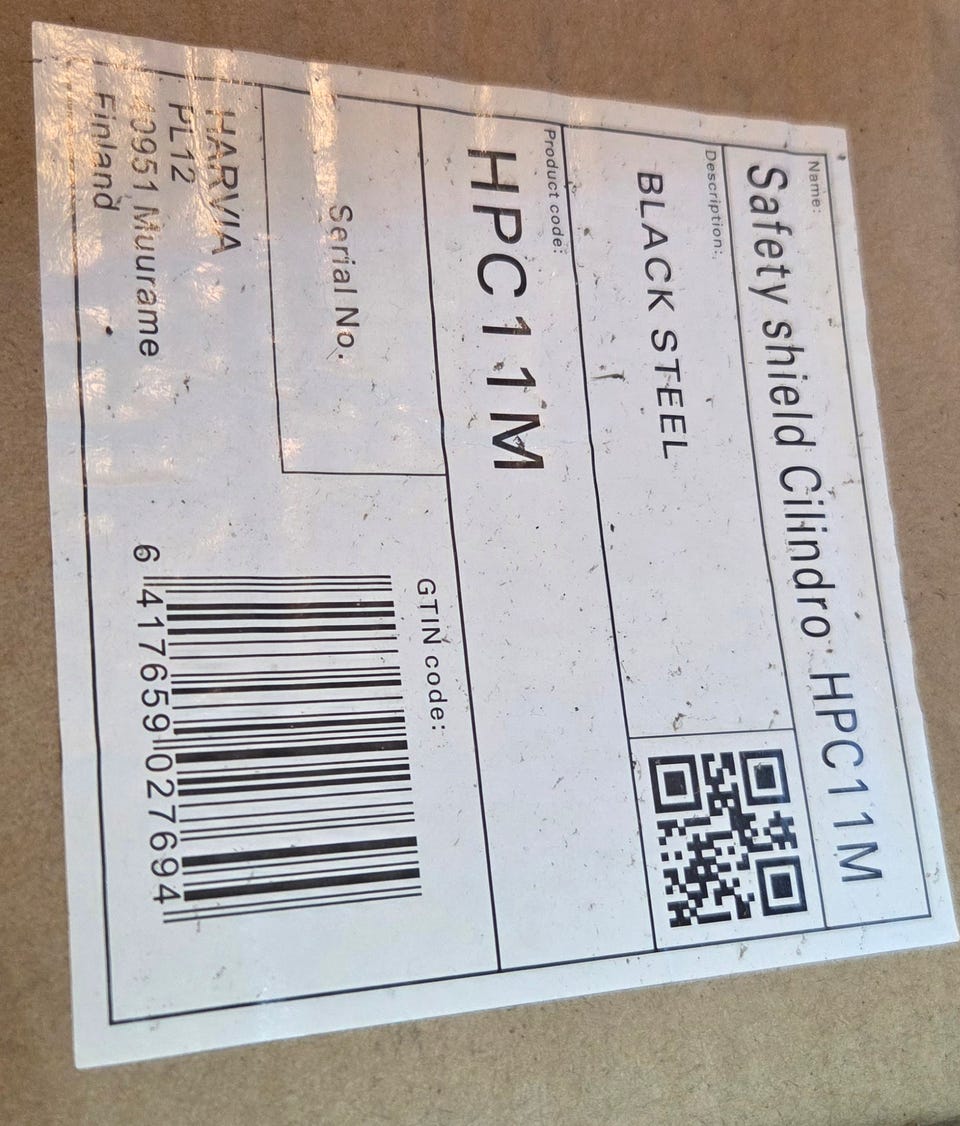 Name:
Safety shield Cilindro HPC11M
Description:
BLACK STEEL
Product code:
HPC11M
Serial No.
GTIN code:
HARVIA
PL12
40951 Muurame
Finland
6 417659 027694